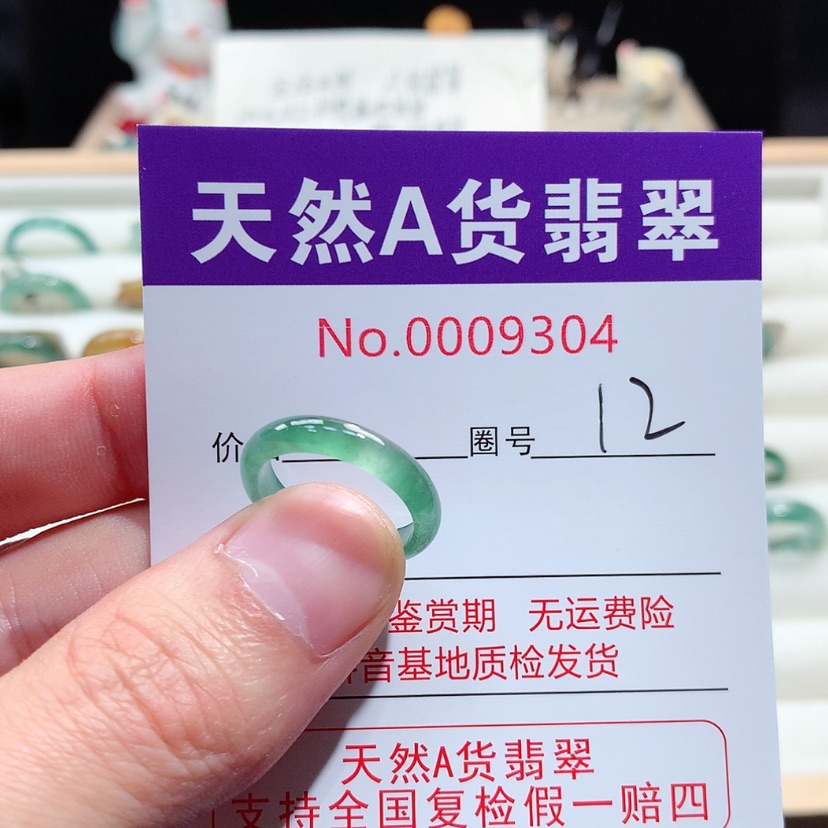 天然A货翡翠
No.0009304
价 圈号 12
鉴赏期 无运费险
音基地质检发货
天然A货翡翠
支持全国复检假一赔四